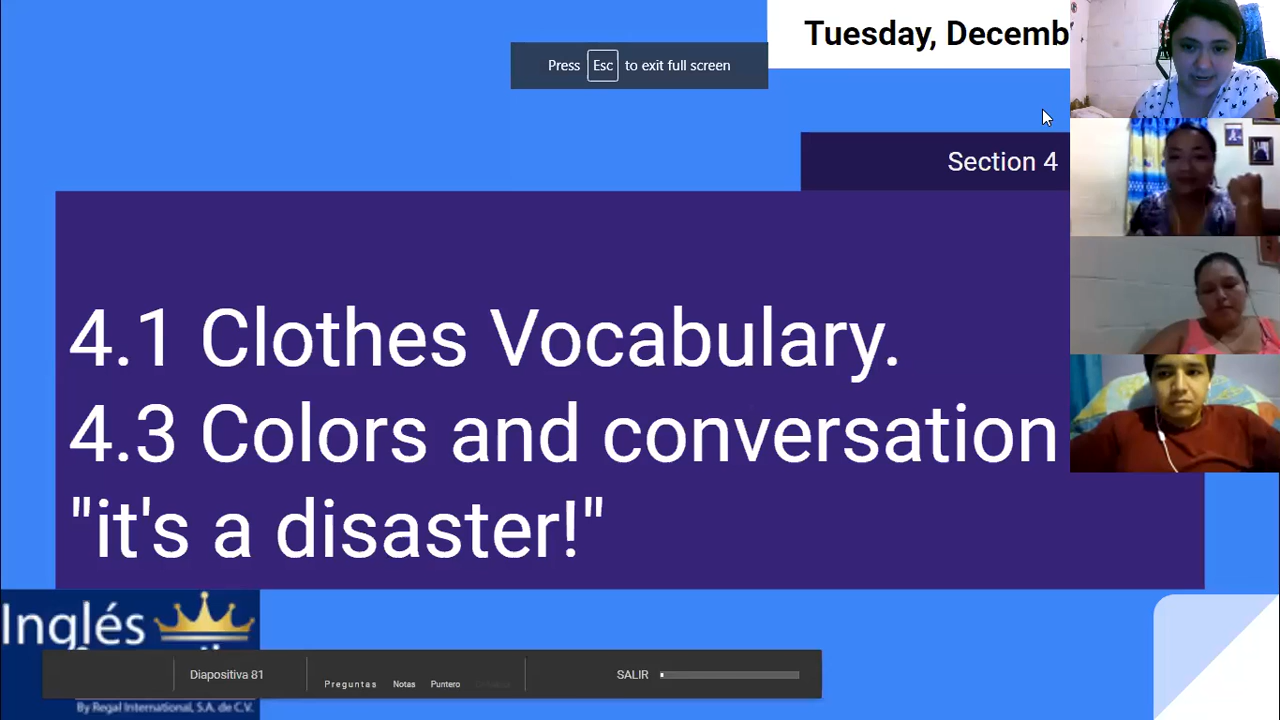 Tuesday, Decemb
Press Esc to exit full screen
Section 4
4.1 Clothes Vocabulary.
4.3 Colors and conversation
"it's a disaster!"
Inglés
Diapositiva 81
Preguntas
Notas
Puntero
SALIR
By Regal International, S.A. de C.V.